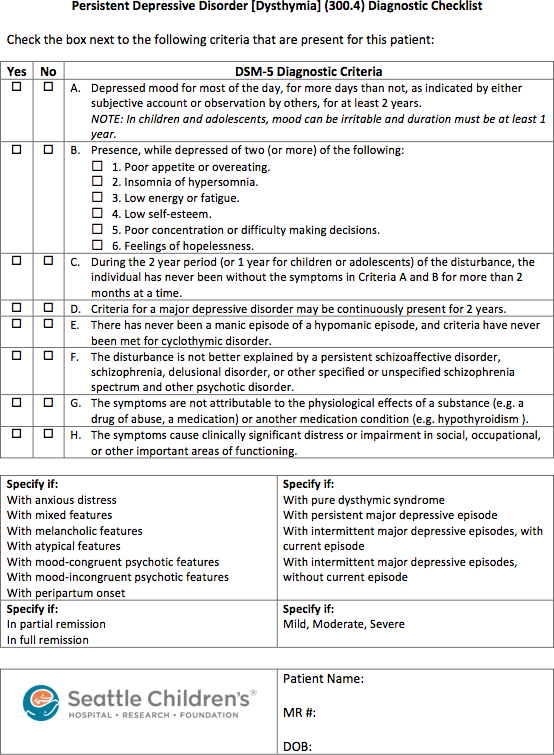 Persistent Depressive Disorder [Dysthymia] (300.4) Diagnostic Checklist
Check the box next to the following criteria that are present for this patient:
Yes No DSM-5 Diagnostic Criteria
A. Depressed mood for most of the day, for more days than not, as indicated by either
subjective account or observation by others, for at least 2 years.
NOTE: In children and adolescents, mood can be irritable and duration must be at least 1
year.
B. Presence, while depressed of two (or more) of the following:
1. Poor appetite or overeating.
2. Insomnia of hypersomnia.
3. Low energy or fatigue.
4. Low self-esteem.
5. Poor concentration or difficulty making decisions.
6. Feelings of hopelessness.
C. During the 2 year period (or 1 year for children or adolescents) of the disturbance, the
individual has never been without the symptoms in Criteria A and B for more than 2
months at a time.
D. Criteria for a major depressive disorder may be continuously present for 2 years.
E. There has never been a manic episode of a hypomanic episode, and criteria have never
been met for cyclothymic disorder.
F. The disturbance is not better explained by a persistent schizoaffective disorder,
schizophrenia, delusional disorder, or other specified or unspecified schizophrenia
spectrum and other psychotic disorder.
G. The symptoms are not attributable to the physiological effects of a substance (e.g. a
drug of abuse, a medication) or another medication condition (e.g. hypothyroidism ).
H. The symptoms cause clinically significant distress or impairment in social, occupational,
or other important areas of functioning.
Specify if:
With anxious distress
With mixed features
With melancholic features
With atypical features
With mood-congruent psychotic features
With mood-incongruent psychotic features
With peripartum onset
Specify if:
With pure dysthymic syndrome
With persistent major depressive episode
With intermittent major depressive episodes, with
current episode
With intermittent major depressive episodes,
without current episode
Specify if:
In partial remission
In full remission
Specify if:
Mild, Moderate, Severe
Seattle Children's®
HOSPITAL • RESEARCH • FOUNDATION
Patient Name:
MR #:
DOB: